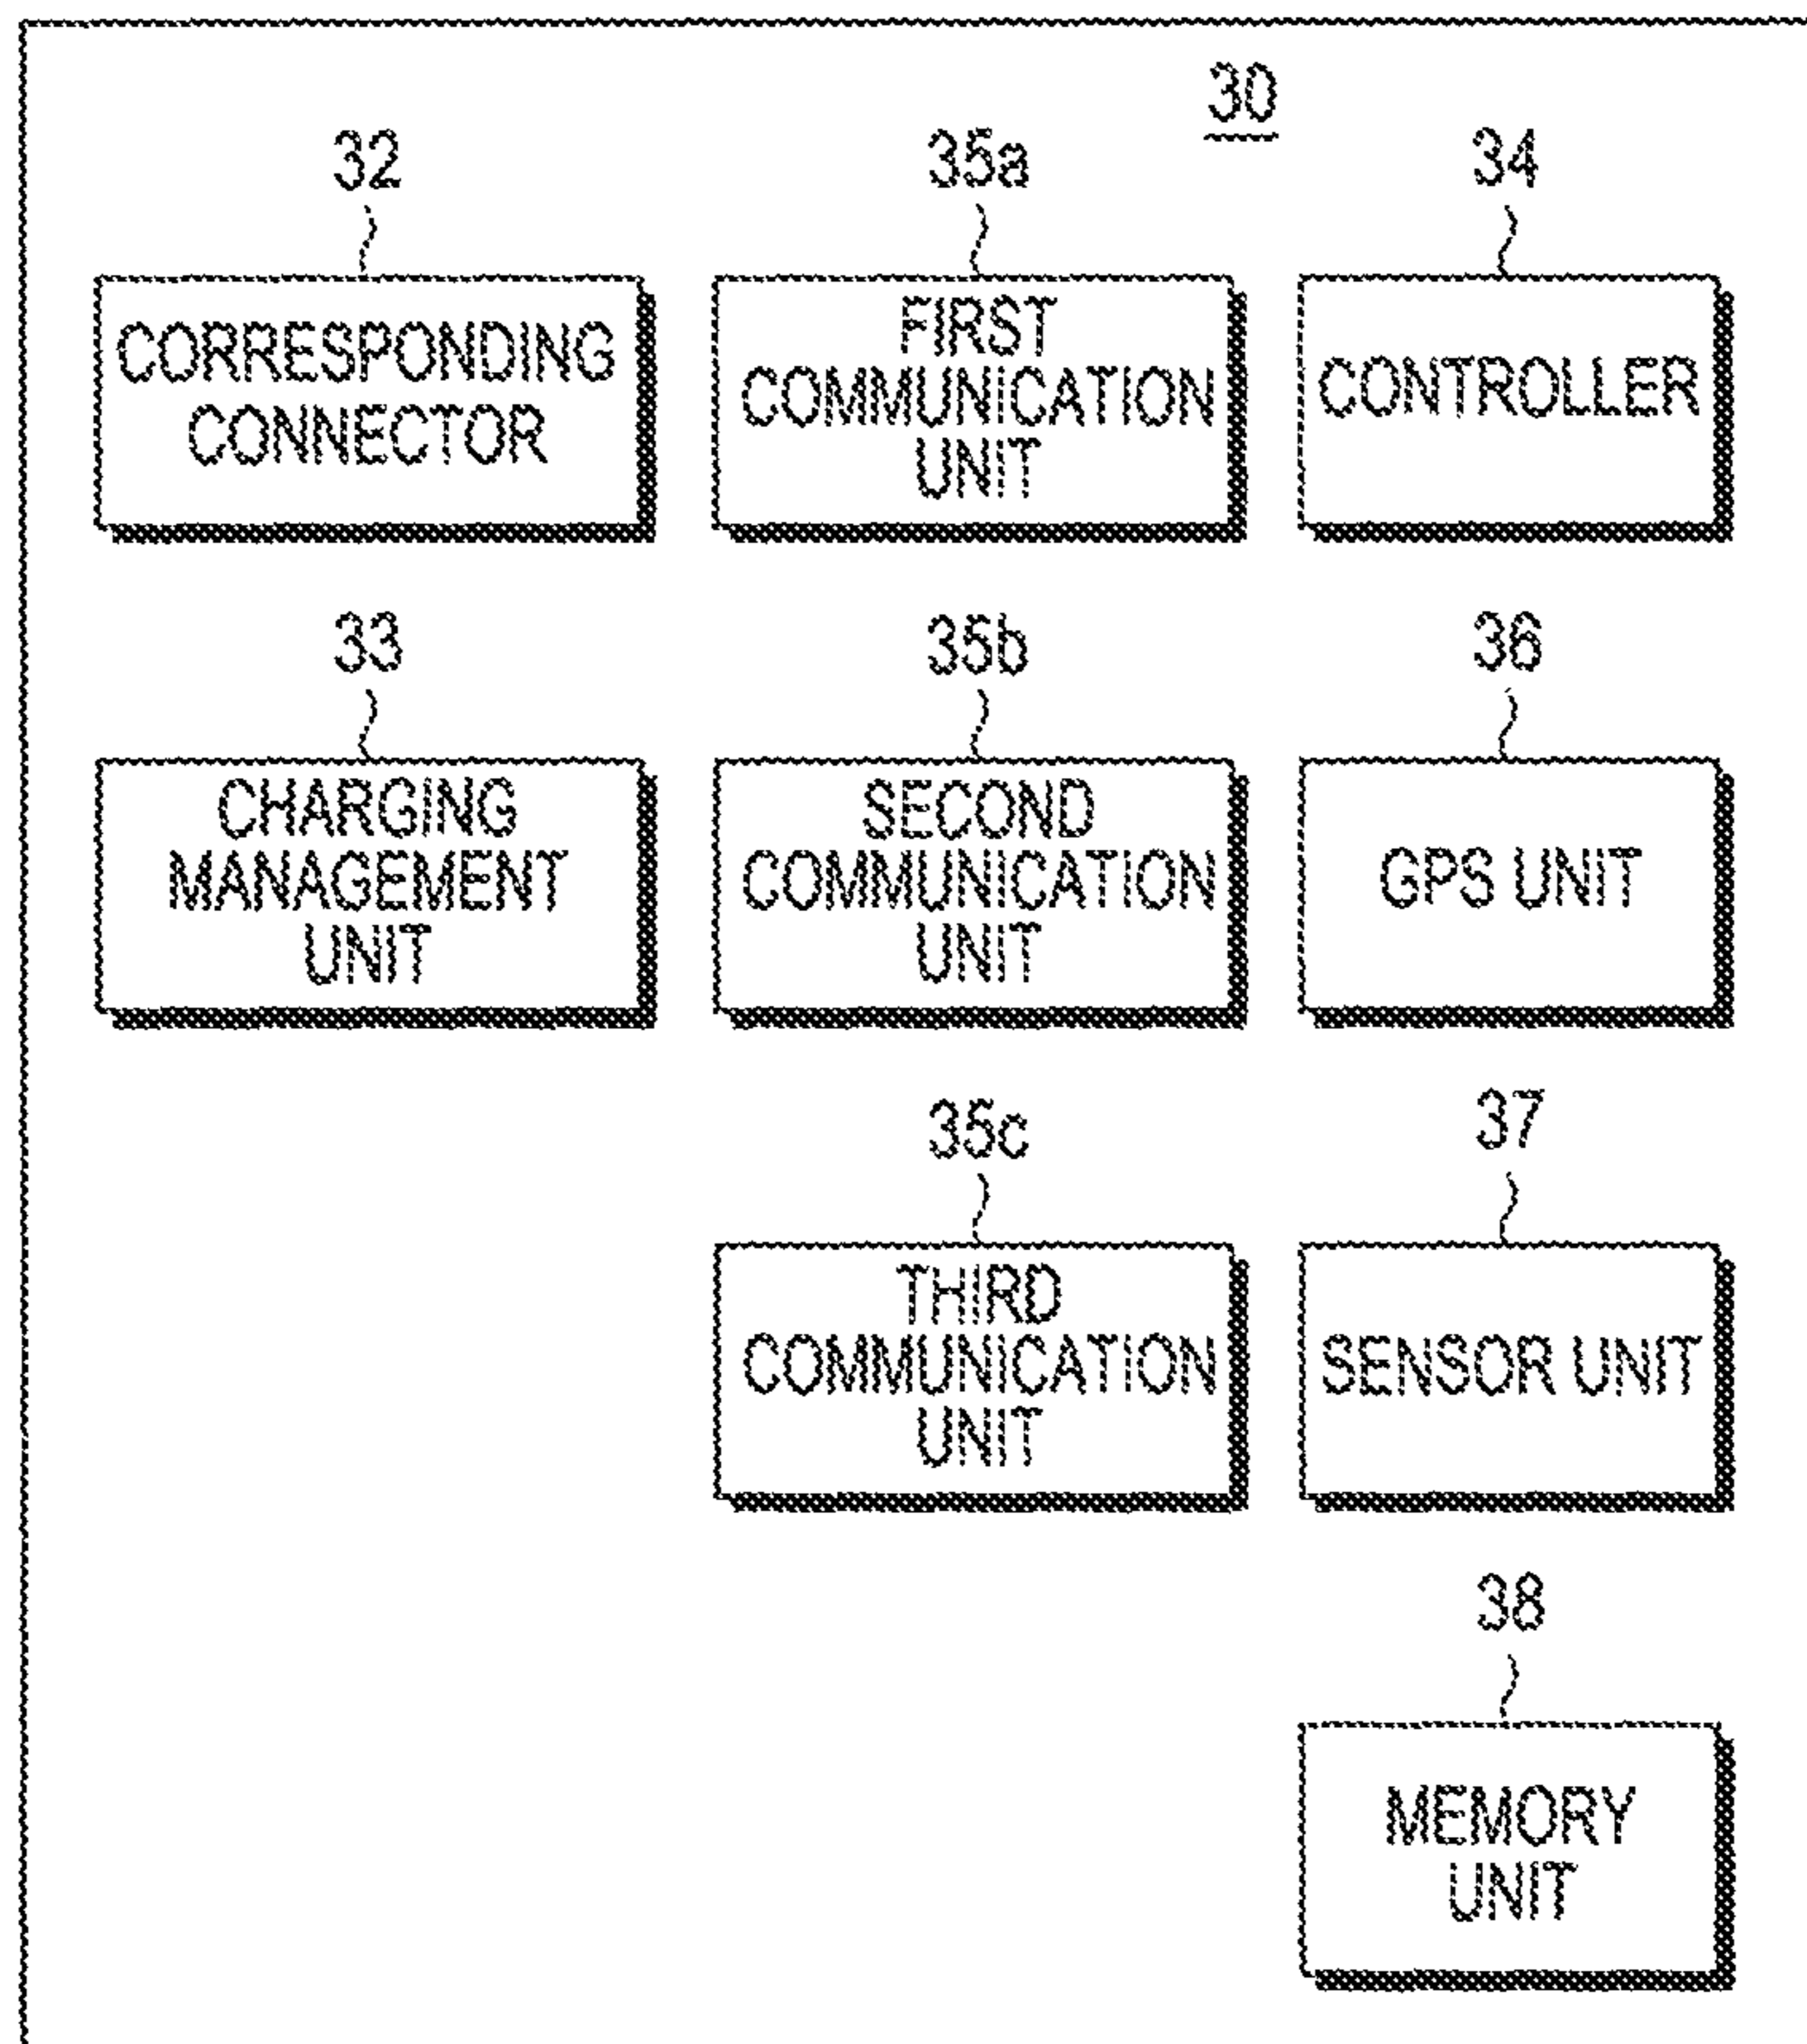 30
32
CORRESPONDING
CONNECTOR
35a
FIRST
COMMUNICATION
UNIT
34
CONTROLLER
33
CHARGING
MANAGEMENT
UNIT
35b
SECOND
COMMUNICATION
UNIT
36
GPS UNIT
35c
THIRD
COMMUNICATION
UNIT
37
SENSOR UNIT
38
MEMORY
UNIT